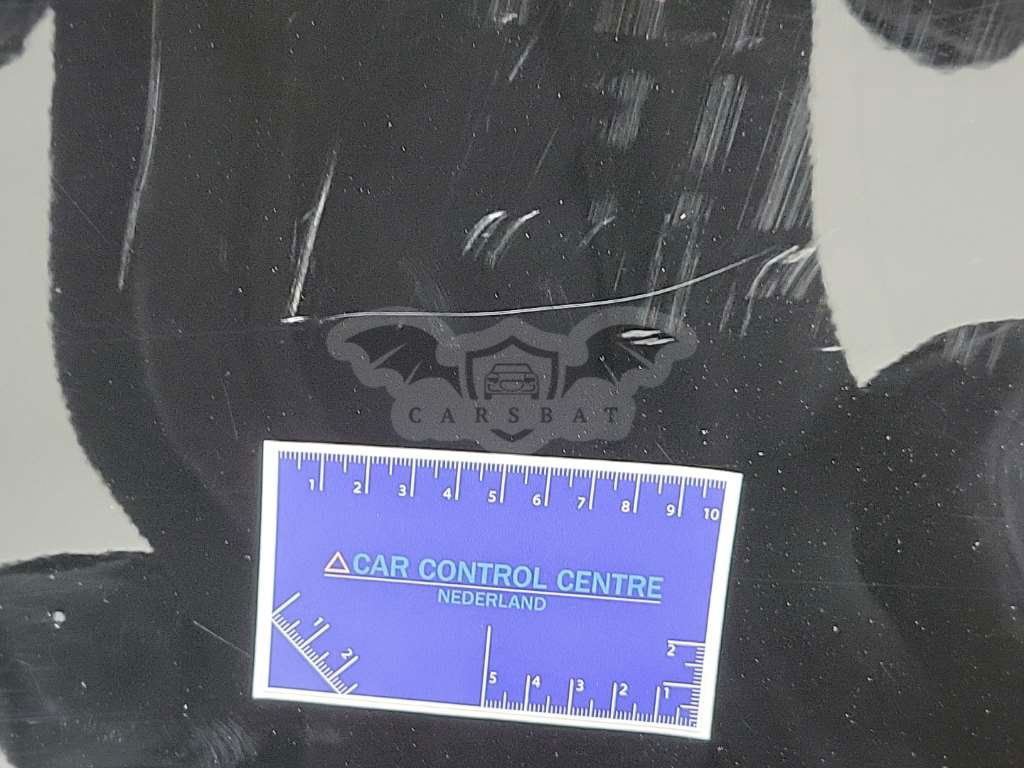 CARSBAT
1 2 3 4 5 6 7 8 9 10
CAR CONTROL CENTRE
NEDERLAND
1 2
5 4 3 2 1
2
1